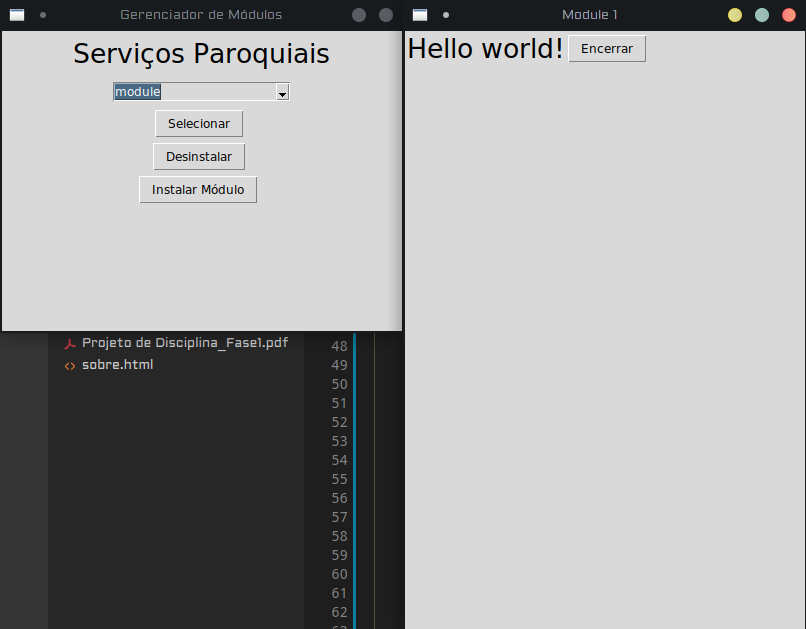 Gerenciador de Módulos
Serviços Paroquiais
module
Selecionar
Desinstalar
Instalar Módulo
Module 1
Hello world! Encerrar
Projeto de Disciplina_Fase1.pdf
sobre.html
48
49
50
51
52
53
54
55
56
57
58
59
60
61
62